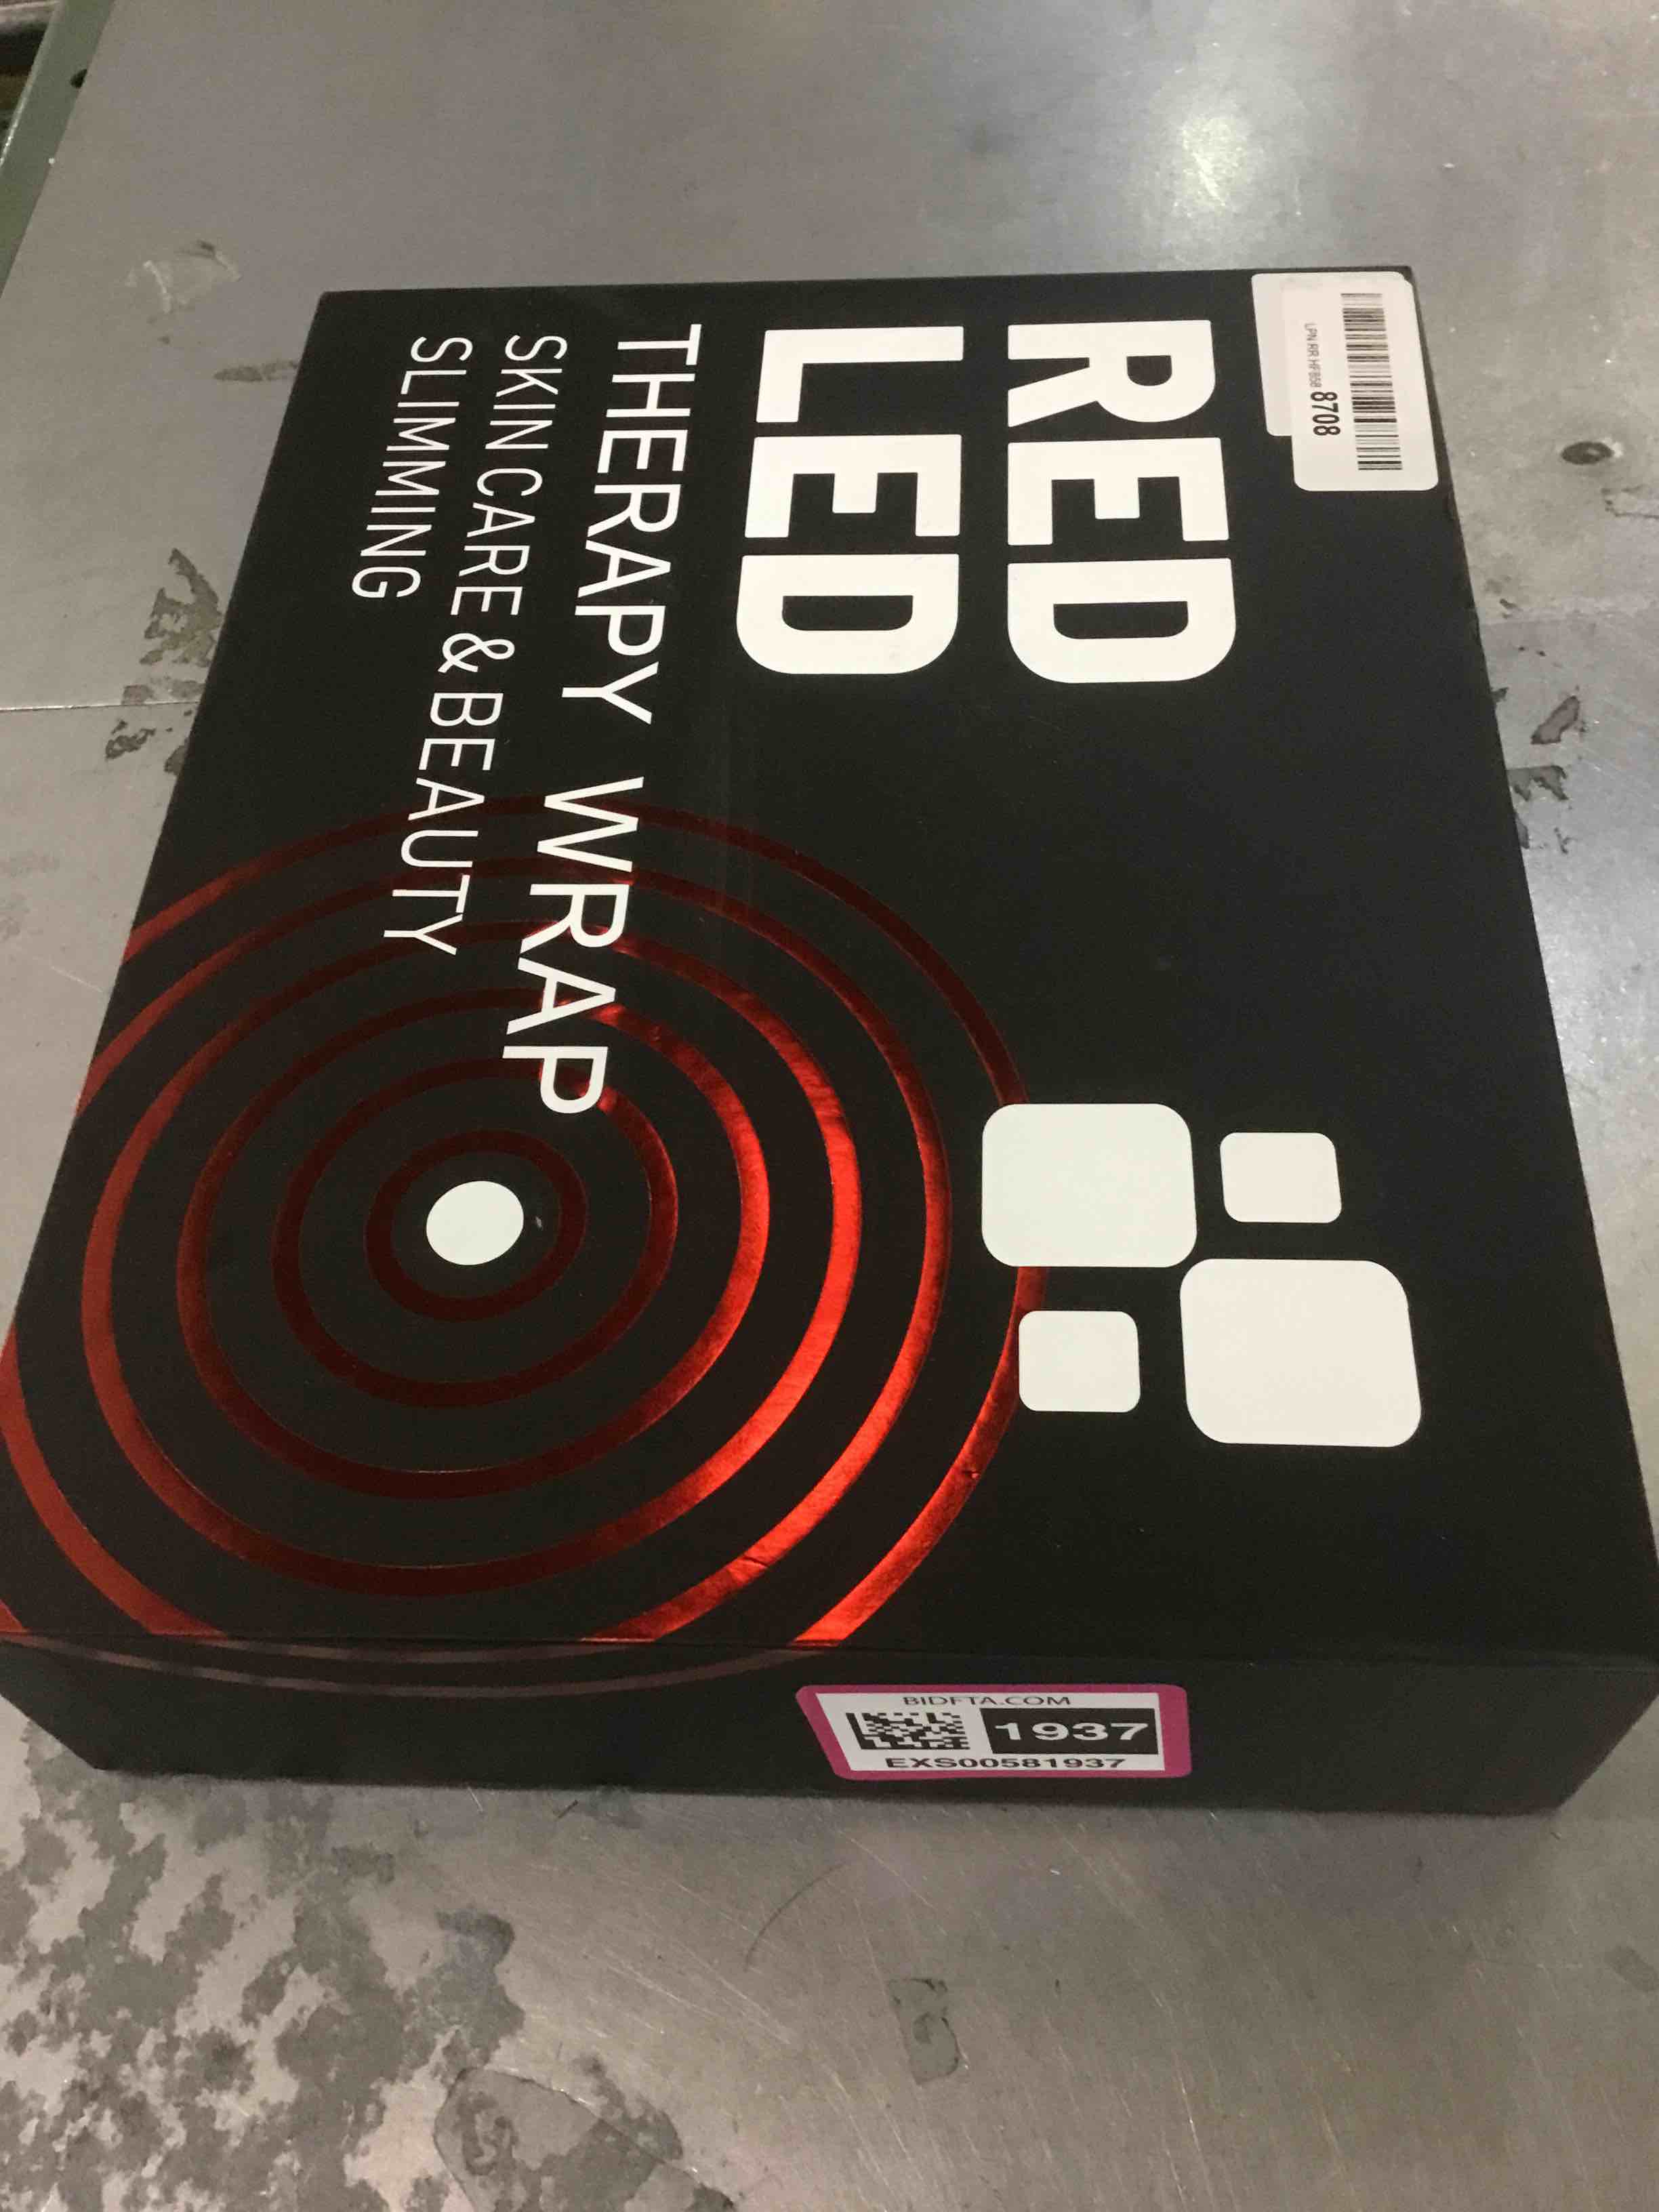 RED
LED
THERAPY WRAP
SKIN CARE & BEAUTY
SLIMMING
8708
BIDFTA.COM
1937
EXS00581937